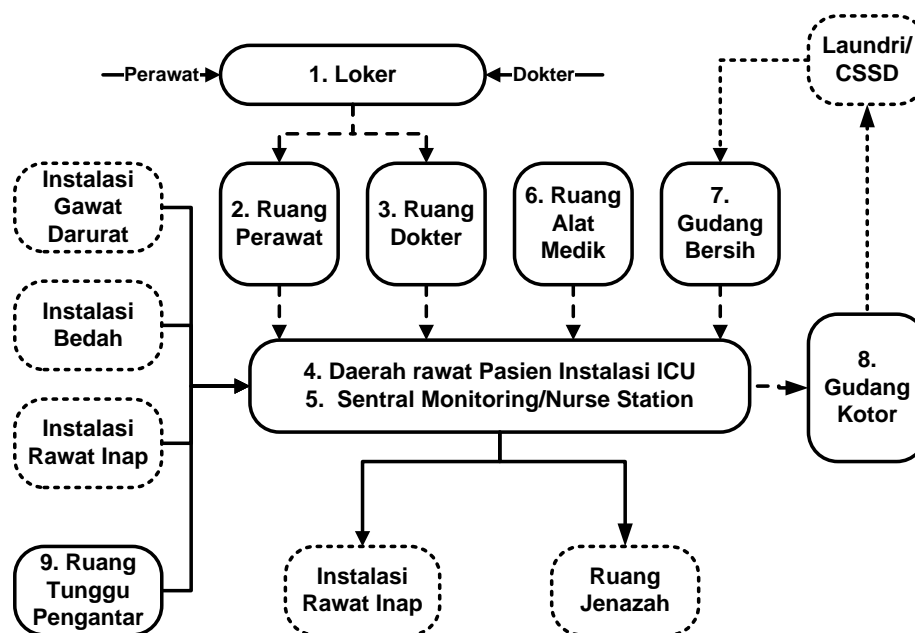 Perawat
1. Loker
Dokter
Laundri/
CSSD
Instalasi
Gawat
Darurat
2. Ruang
Perawat
3. Ruang
Dokter
6. Ruang
Alat
Medik
7.
Gudang
Bersih
Instalasi
Bedah
4. Daerah rawat Pasien Instalasi ICU
5. Sentral Monitoring/Nurse Station
8.
Gudang
Kotor
Instalasi
Rawat Inap
9. Ruang
Tunggu
Pengantar
Instalasi
Rawat Inap
Ruang
Jenazah